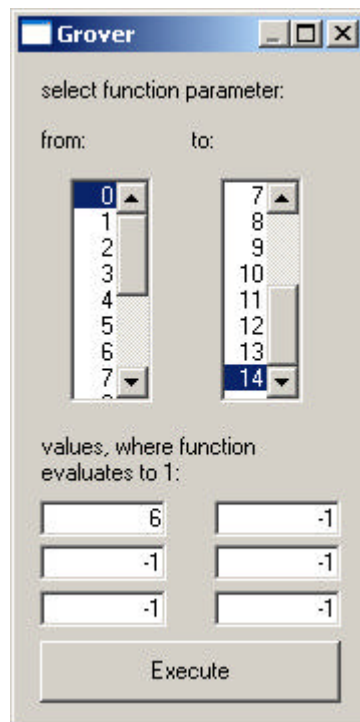 Grover
select function parameter:
from: to:
0 7
1 8
2 9
3 10
4 11
5 12
6 13
7 14
values, where function
evaluates to 1:
6 -1
-1 -1
-1 -1
Execute